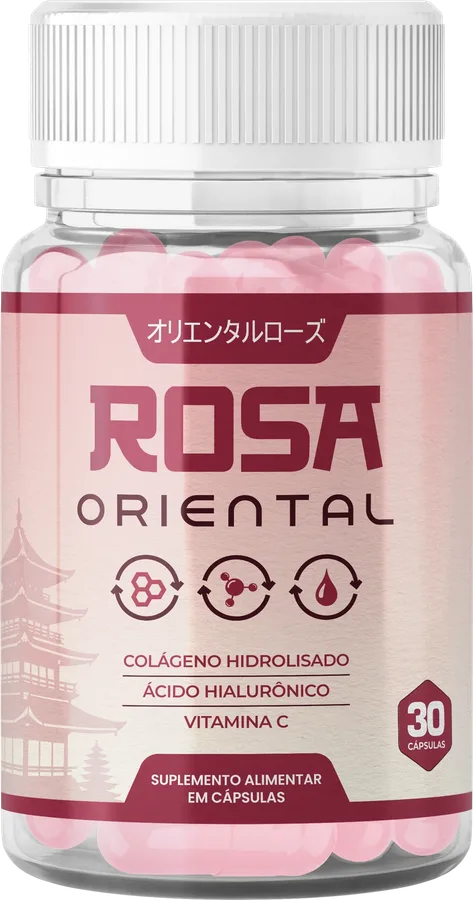 オリエンタルローズ
ROSA
ORIENTAL
COLÁGENO HIDROLISADO
ÁCIDO HIALURÔNICO
VITAMINA C
30
CÁPSULAS
SUPLEMENTO ALIMENTAR
EM CÁPSULAS